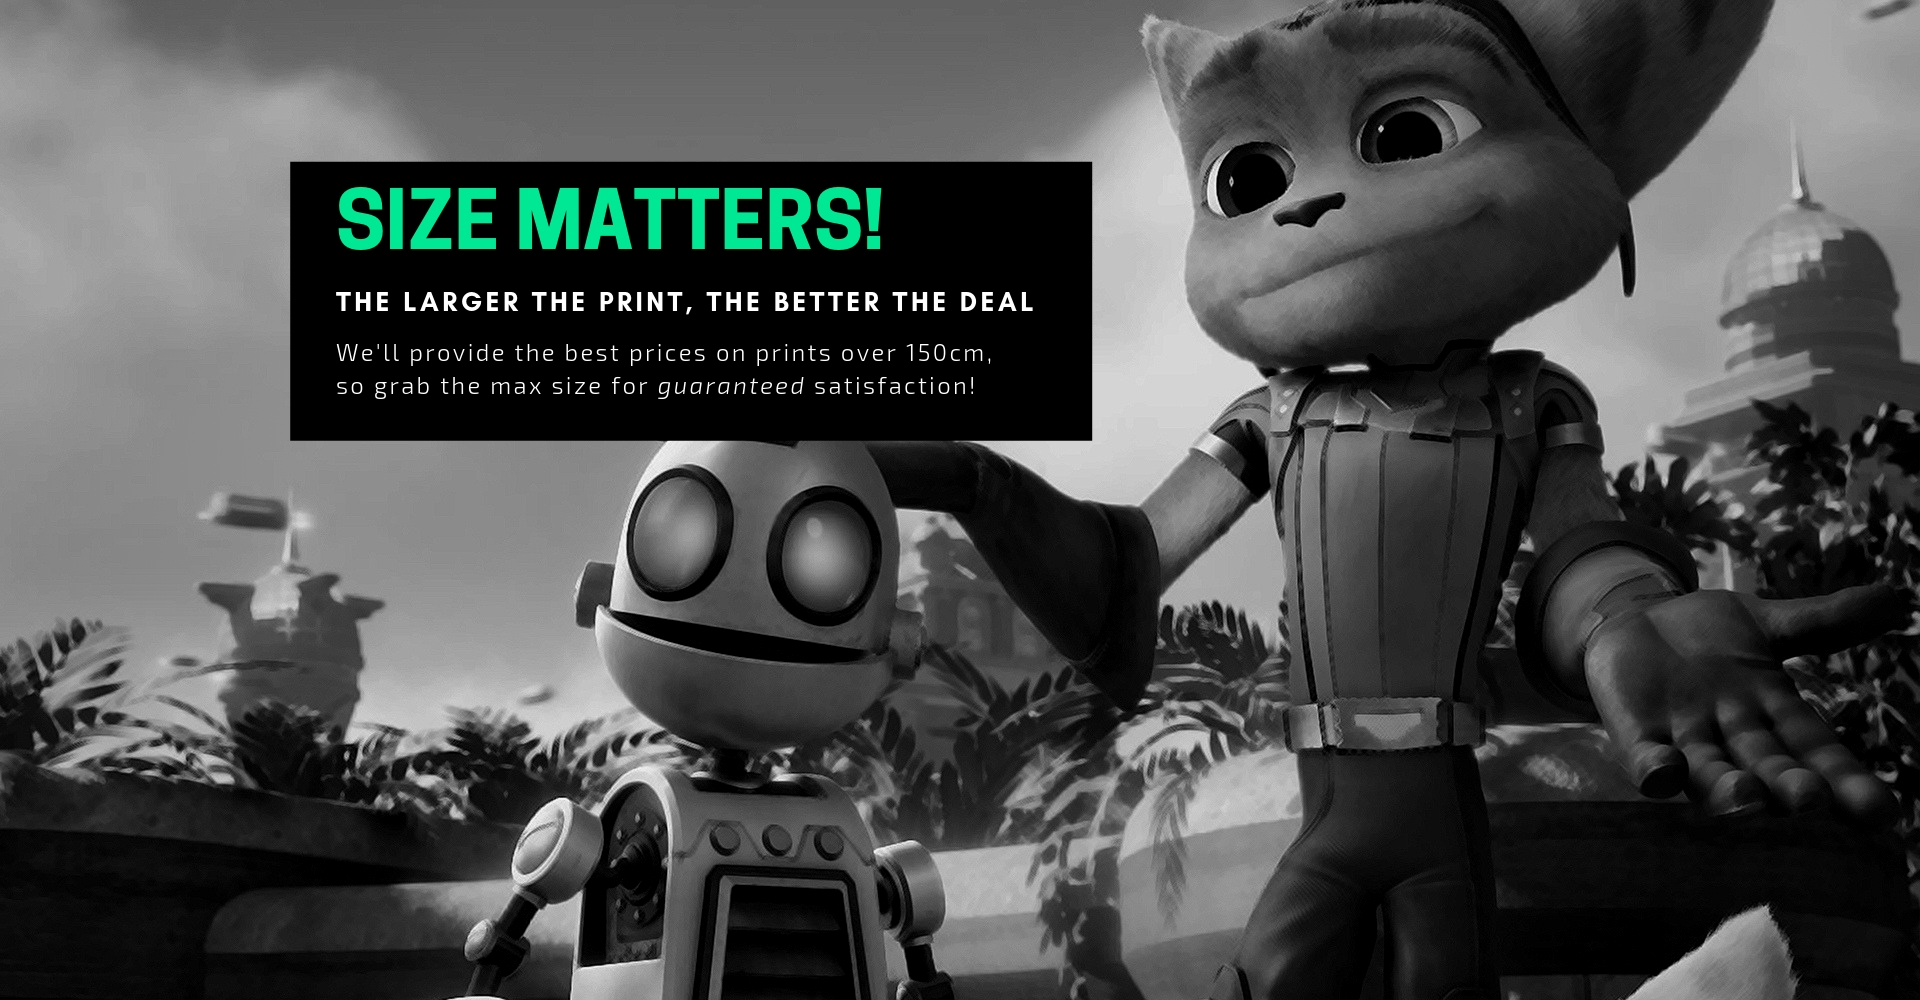 SIZE MATTERS!
THE LARGER THE PRINT, THE BETTER THE DEAL
We'll provide the best prices on prints over 150cm,
so grab the max size for guaranteed satisfaction!